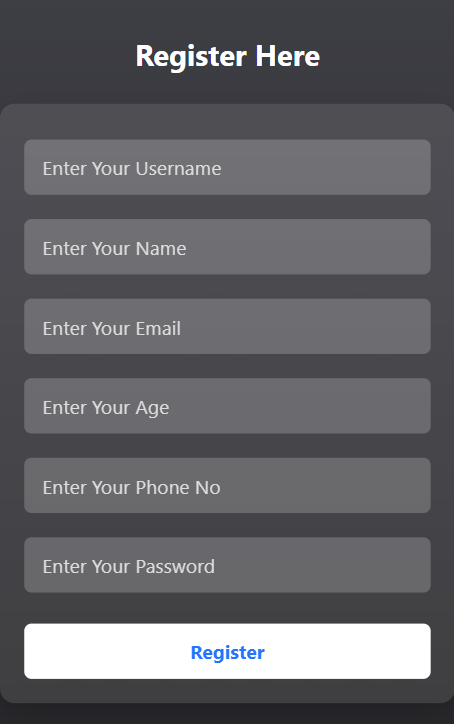 Register Here
Enter Your Username
Enter Your Name
Enter Your Email
Enter Your Age
Enter Your Phone No
Enter Your Password
Register